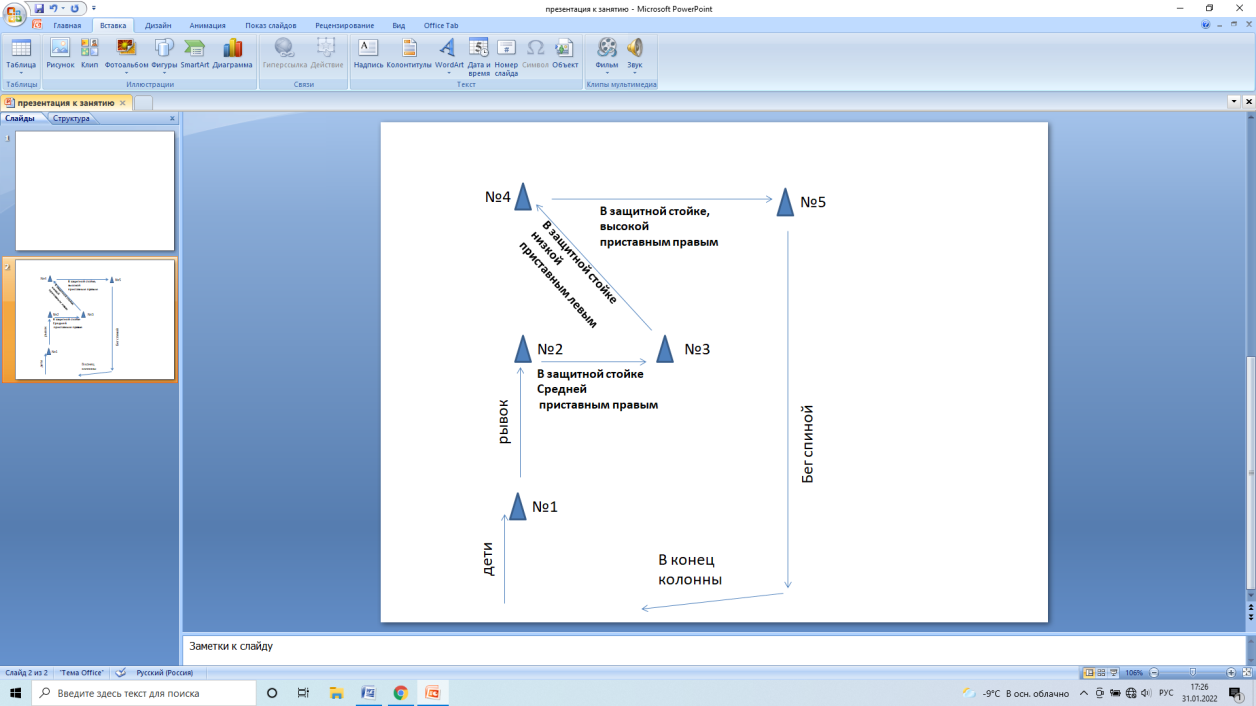 презентация к занятию - Microsoft PowerPoint
Главная Вставка Дизайн Анимация Показ слайдов Рецензирование Вид Office Tab
Таблица Рисунок Клип Фотоальбом Фигуры SmartArt Диаграмма Гиперссылка Действие Надпись Колонтитулы WordArt Дата и время Номер слайда Символ Объект Фильм Звук
Таблицы Иллюстрации Связи Текст Клипы мультимедиа
презентация к занятию
Слайды Структура
1
2
№4
№5
В защитной стойке,
высокой
приставным правым
В защитной стойке
низкой
приставным левым
№2
№3
В защитной стойке
Средней
приставным правым
рывок
Бег спиной
№1
дети
В конец
колонны
Заметки к слайду
Слайд 2 из 2 "Тема Office" Русский (Россия) 106%
Введите здесь текст для поиска
-9°C В осн. облачно РУС 17:26
31.01.2022
1